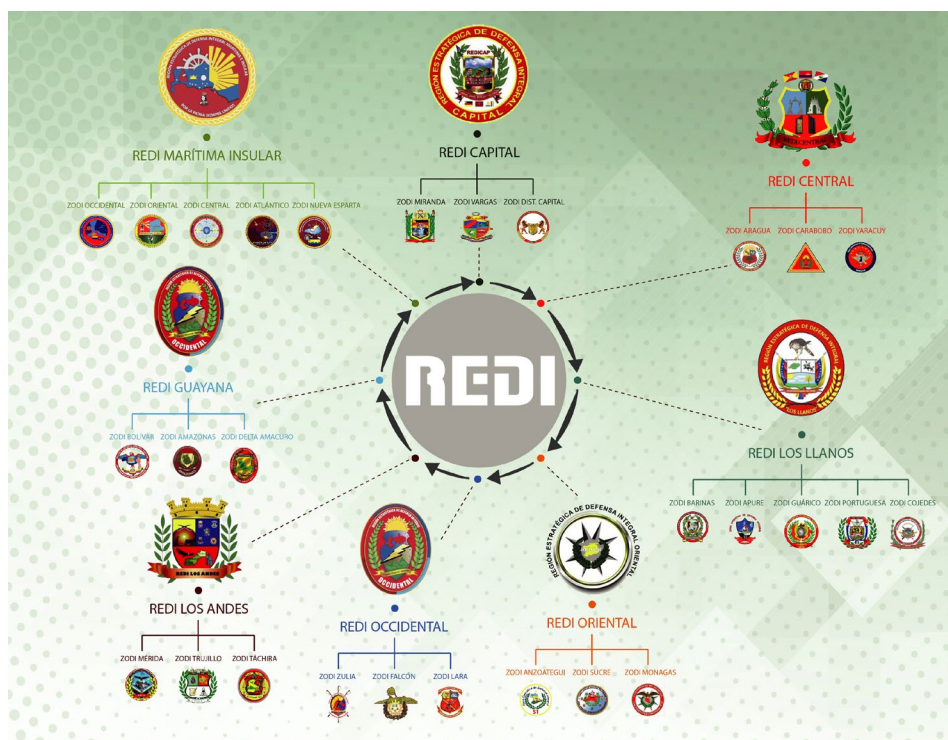 REGIÓN ESTRATÉGICA DE DEFENSA INTEGRAL
REDICAP
CAPITAL
REDI MARÍTIMA INSULAR
ZODI OCCIDENTAL ZODI ORIENTAL ZODI CENTRAL ZODI ATLÁNTICO ZODI NUEVA ESPARTA
REDI CAPITAL
ZODI MIRANDA ZODI VARGAS ZODI DIST. CAPITAL
REDI CENTRAL
ZODI ARAGUA ZODI CARABOBO ZODI YARACUY
OCCIDENTAL
REDI GUAYANA
ZODI BOLÍVAR ZODI AMAZONAS ZODI DELTA AMACURO
REDI
REGIÓN ESTRATÉGICA DE DEFENSA INTEGRAL
"LOS LLANOS"
REDI LOS LLANOS
ZODI BARINAS ZODI APURE ZODI GUÁRICO ZODI PORTUGUESA ZODI COJEDES
REDI LOS ANDES
REDI LOS ANDES
ZODI MÉRIDA ZODI TRUJILLO ZODI TÁCHIRA
OCCIDENTAL
REDI OCCIDENTAL
ZODI ZULIA ZODI FALCÓN ZODI LARA
REGIÓN ESTRATÉGICA DE DEFENSA INTEGRAL ORIENTAL
REDI ORIENTAL
ZODI ANZOÁTEGUI ZODI SUCRE ZODI MONAGAS
51